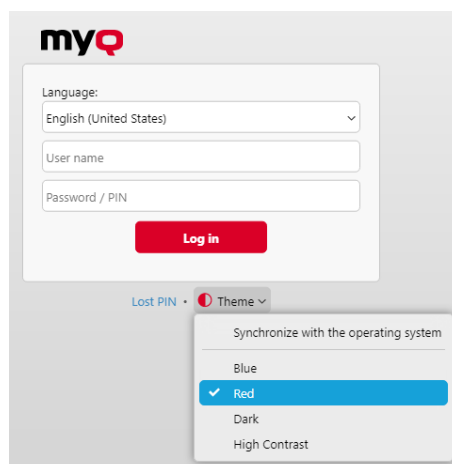 myQ
Language:
English (United States)
User name
Password / PIN
Log in
Lost PIN • Theme
Synchronize with the operating system
Blue
Red
Dark
High Contrast